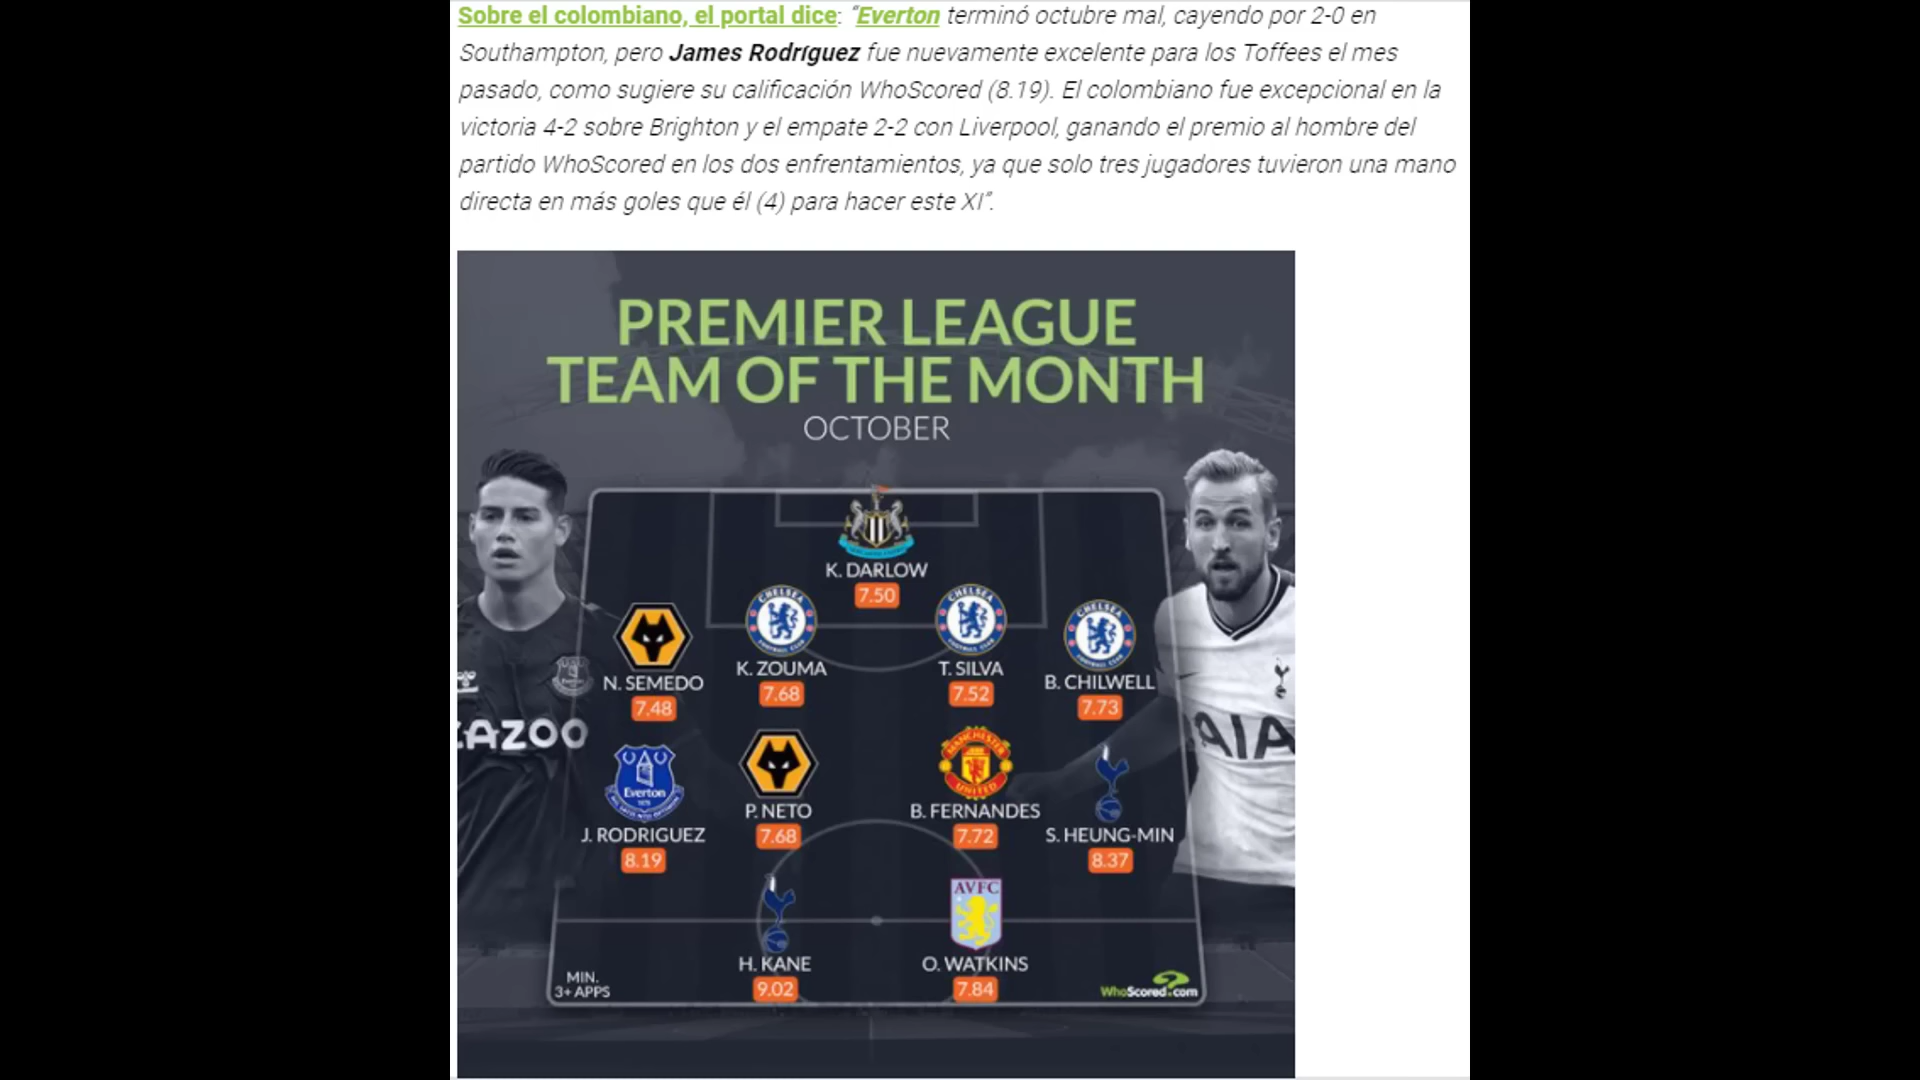 Sobre el colombiano, el portal dice: “Everton terminó octubre mal, cayendo por 2-0 en
Southampton, pero James Rodríguez fue nuevamente excelente para los Toffees el mes
pasado, como sugiere su calificación WhoScored (8.19). El colombiano fue excepcional en la
victoria 4-2 sobre Brighton y el empate 2-2 con Liverpool, ganando el premio al hombre del
partido WhoScored en los dos enfrentamientos, ya que solo tres jugadores tuvieron una mano
directa en más goles que él (4) para hacer este XI”.
PREMIER LEAGUE
TEAM OF THE MONTH
OCTOBER
K. DARLOW
7.50
CHELSEA
CHELSEA
CHELSEA
N. SEMEDO
7.48
K. ZOUMA
7.68
T. SILVA
7.52
B. CHILWELL
7.73
AZOO
AIA
Everton
MANCHESTER
UNITED
J. RODRIGUEZ
8.19
P. NETO
7.68
B. FERNANDES
7.72
S. HEUNG-MIN
8.37
AVFC
H. KANE
9.02
O. WATKINS
7.84
MIN.
3+ APPS
WhoScored.com